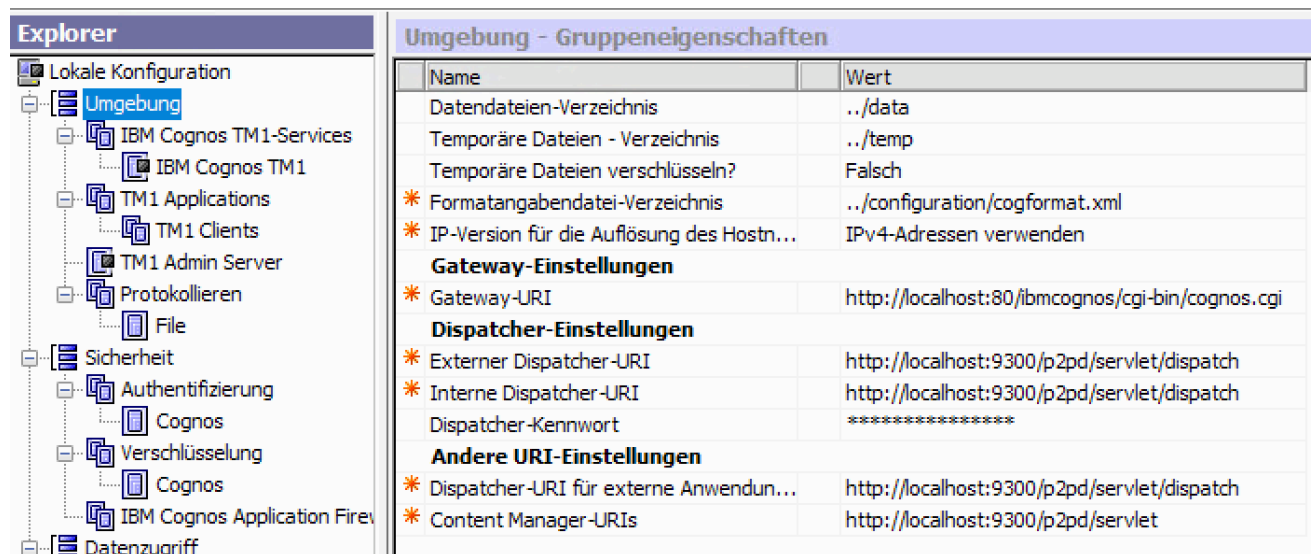 Explorer
Lokale Konfiguration
Umgebung
IBM Cognos TM1-Services
IBM Cognos TM1
TM1 Applications
TM1 Clients
TM1 Admin Server
Protokollieren
File
Sicherheit
Authentifizierung
Cognos
Verschlüsselung
Cognos
IBM Cognos Application Firew
Datenzugriff
Umgebung - Gruppeneigenschaften
Name Wert
Datendateien-Verzeichnis ../data
Temporäre Dateien - Verzeichnis ../temp
Temporäre Dateien verschlüsseln? Falsch
* Formatangabendatei-Verzeichnis ../configuration/cogformat.xml
* IP-Version für die Auflösung des Hostn... IPv4-Adressen verwenden
Gateway-Einstellungen
* Gateway-URI http://localhost:80/ibmcognos/cgi-bin/cognos.cgi
Dispatcher-Einstellungen
* Externer Dispatcher-URI http://localhost:9300/p2pd/servlet/dispatch
* Interne Dispatcher-URI http://localhost:9300/p2pd/servlet/dispatch
Dispatcher-Kennwort ***************
Andere URI-Einstellungen
* Dispatcher-URI für externe Anwendun... http://localhost:9300/p2pd/servlet/dispatch
* Content Manager-URIs http://localhost:9300/p2pd/servlet